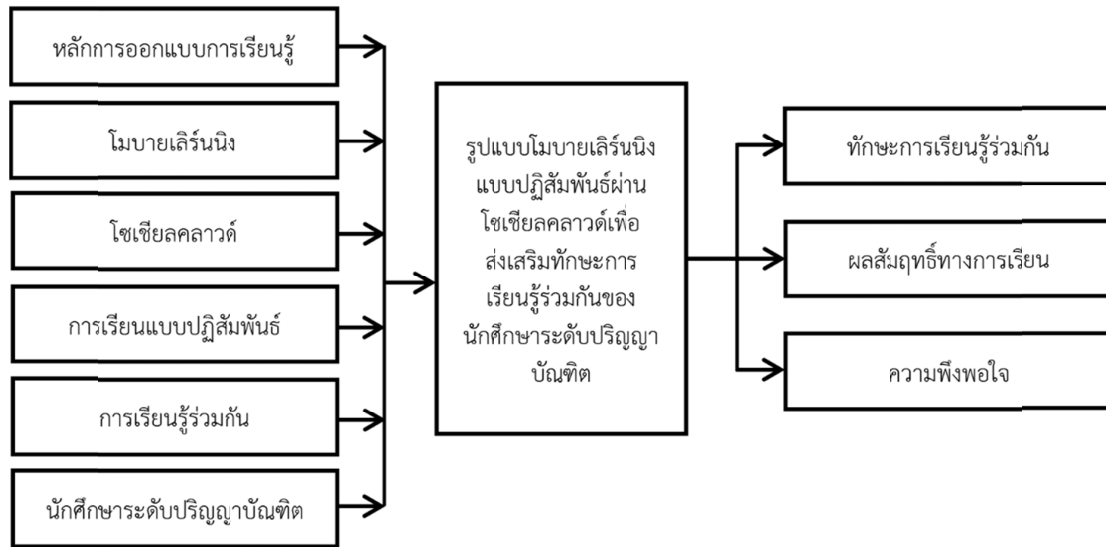 หลักการออกแบบการเรียนรู้
โมบายเลิร์นนิง
โซเชียลคลาวด์
การเรียนแบบปฏิสัมพันธ์
การเรียนรู้ร่วมกัน
นักศึกษาระดับปริญญาบัณฑิต
รูปแบบโมบายเลิร์นนิง
แบบปฏิสัมพันธ์ผ่าน
โซเชียลคลาวด์เพื่อ
ส่งเสริมทักษะการ
เรียนรู้ร่วมกันของ
นักศึกษาระดับปริญญา
บัณฑิต
ทักษะการเรียนรู้ร่วมกัน
ผลสัมฤทธิ์ทางการเรียน
ความพึงพอใจ